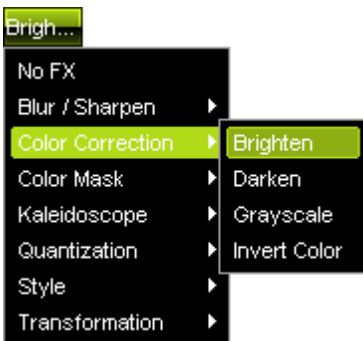 Brigh...
No FX
Blur / Sharpen
Color Correction
Color Mask
Kaleidoscope
Quantization
Style
Transformation
Brighten
Darken
Grayscale
Invert Color